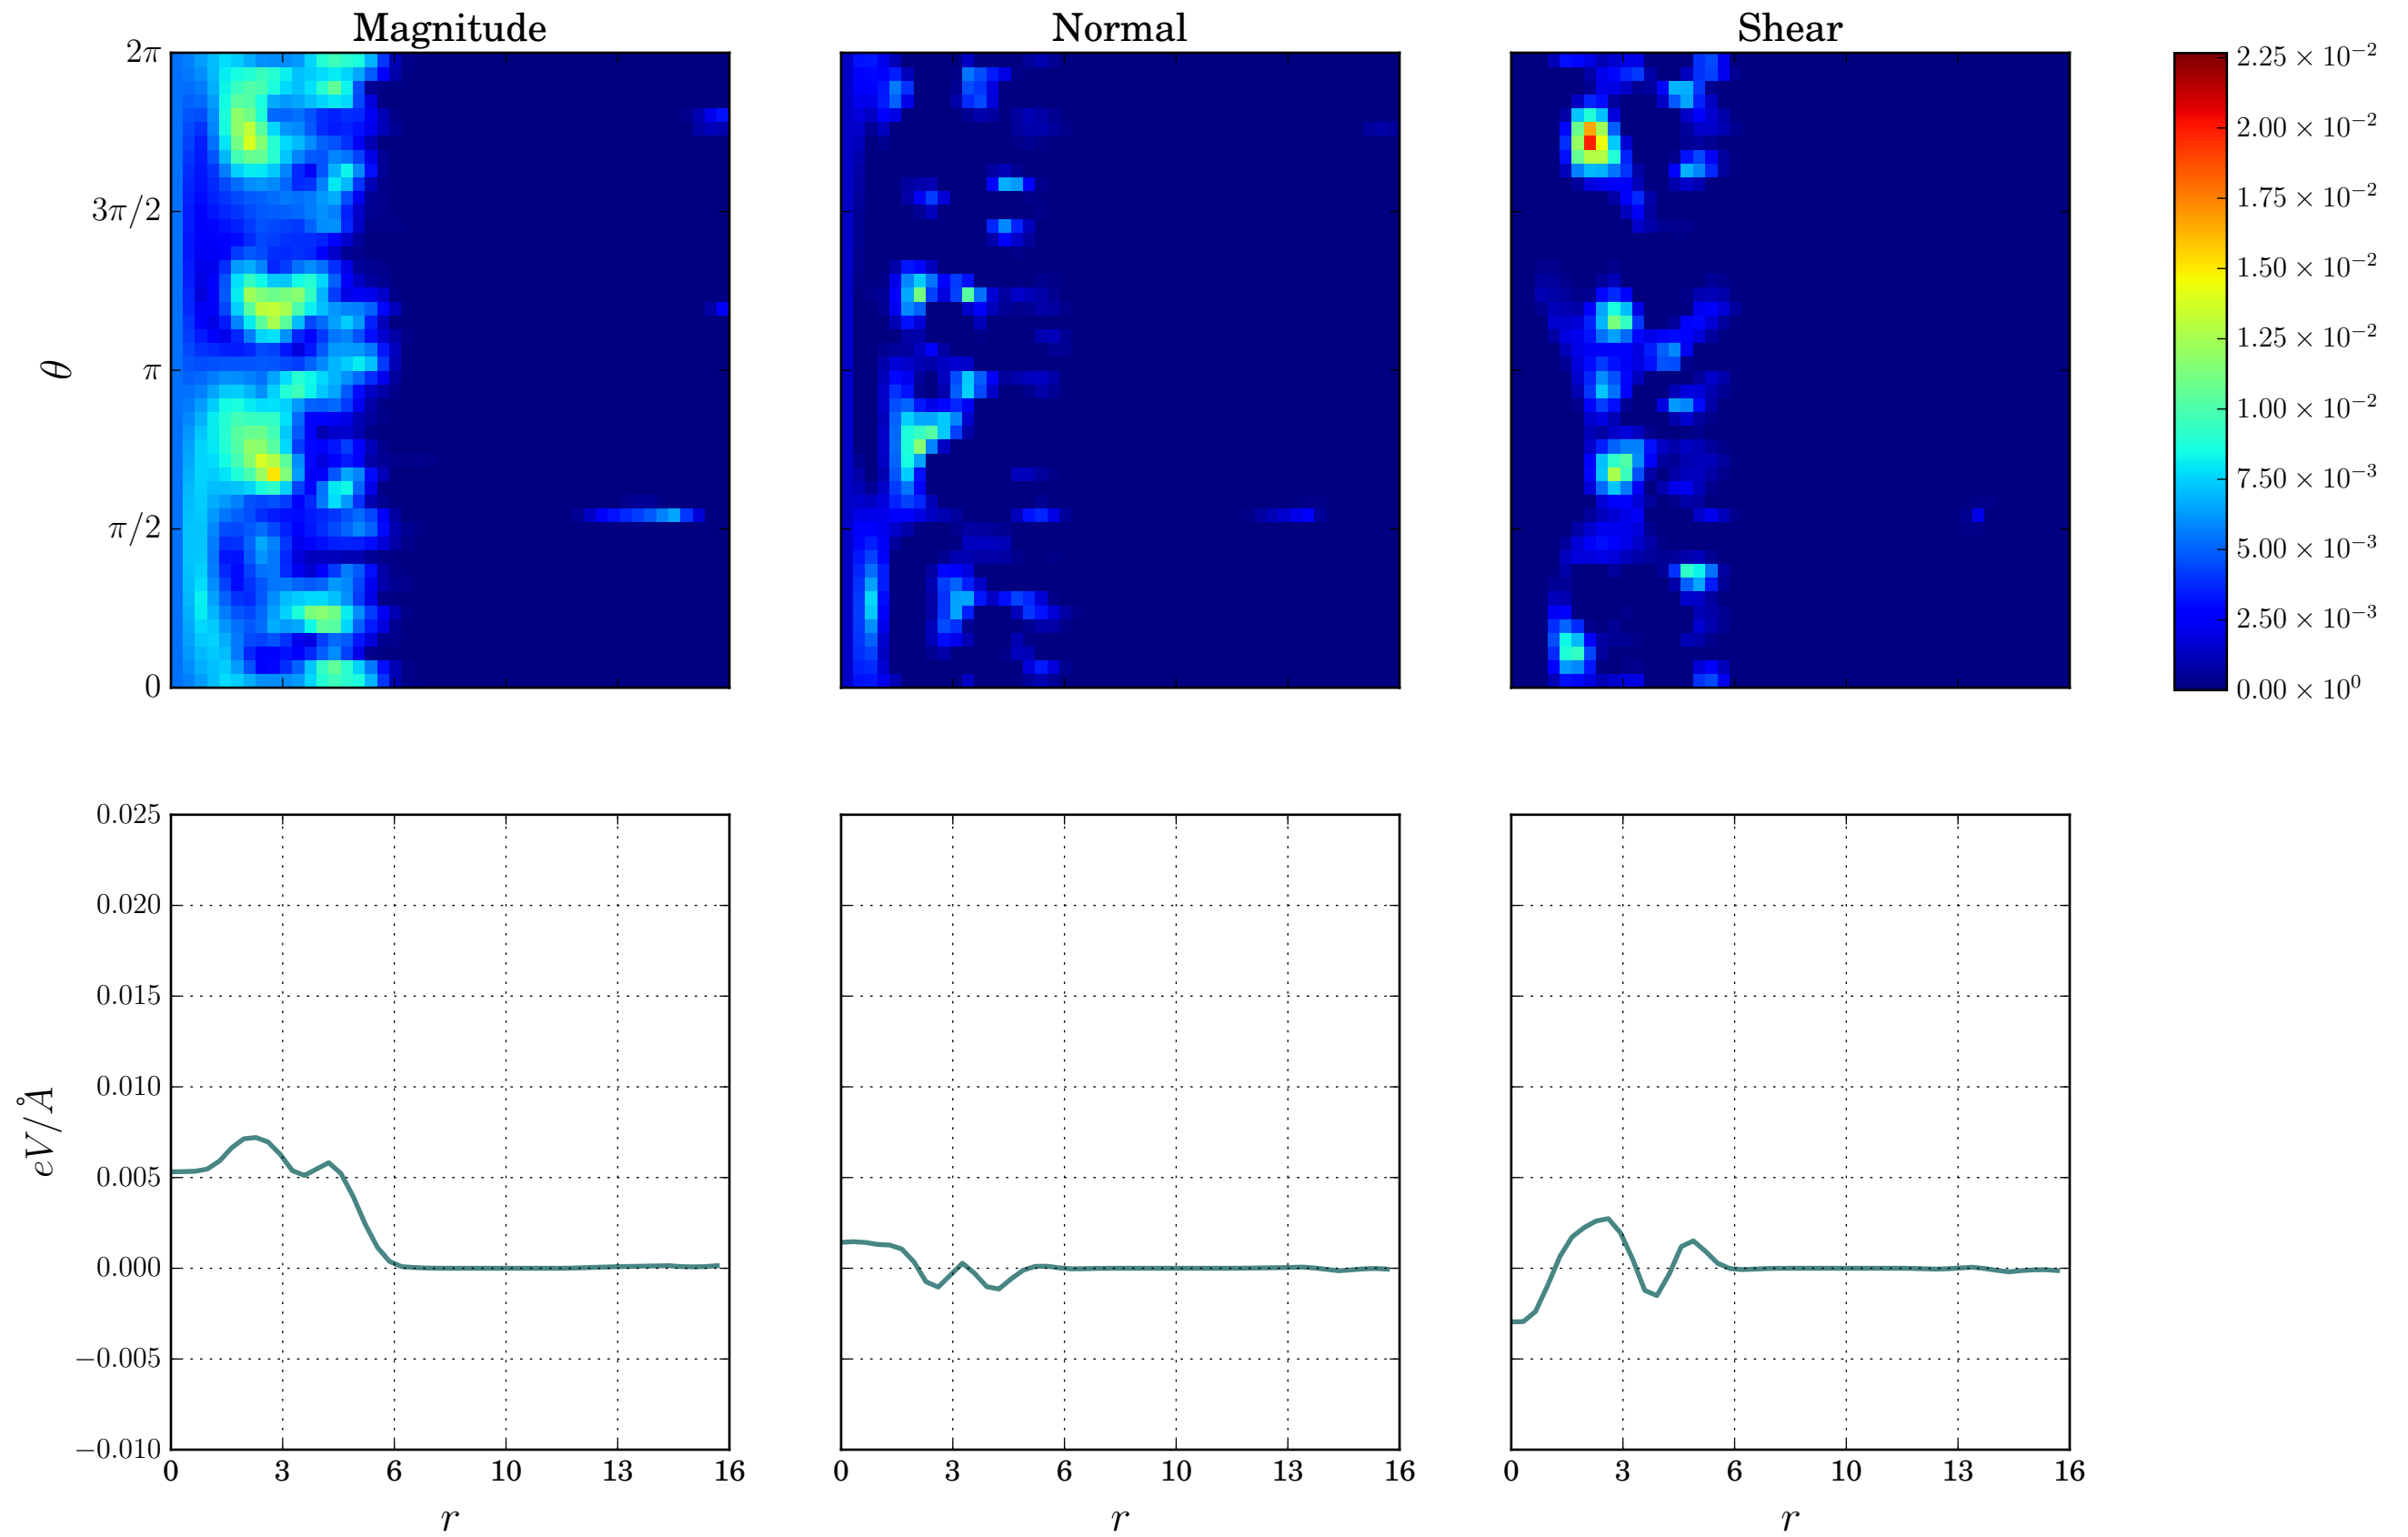 Magnitude Normal Shear
2π
3π/2
π
π/2
0
θ
2.25 × 10⁻²
2.00 × 10⁻²
1.75 × 10⁻²
1.50 × 10⁻²
1.25 × 10⁻²
1.00 × 10⁻²
7.50 × 10⁻³
5.00 × 10⁻³
2.50 × 10⁻³
0.00 × 10⁰
0.025
0.020
0.015
0.010
0.005
0.000
−0.005
−0.010
eV/Å
0 3 6 10 13 16 0 3 6 10 13 16 0 3 6 10 13 16
r r r